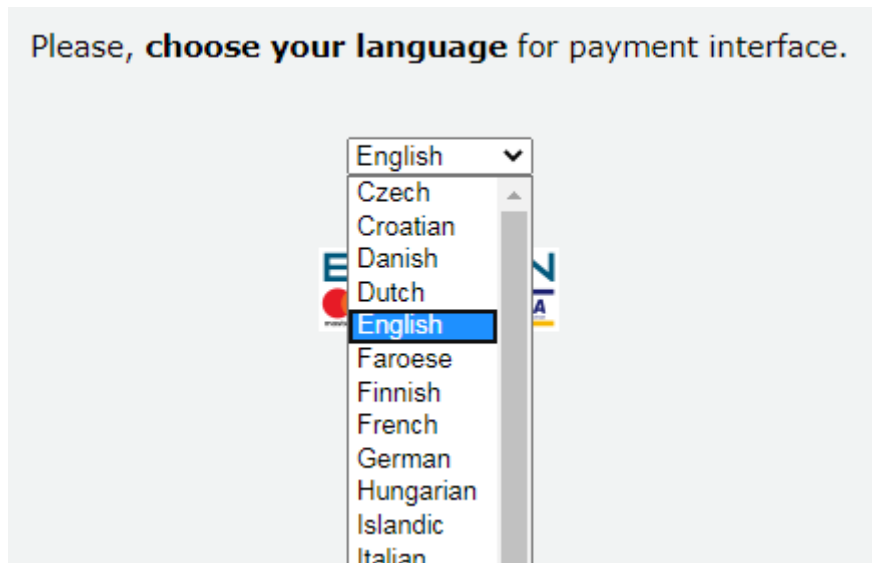 Please, choose your language for payment interface.
English
Czech
Croatian
Danish
Dutch
English
Faroese
Finnish
French
German
Hungarian
Islandic
Italian